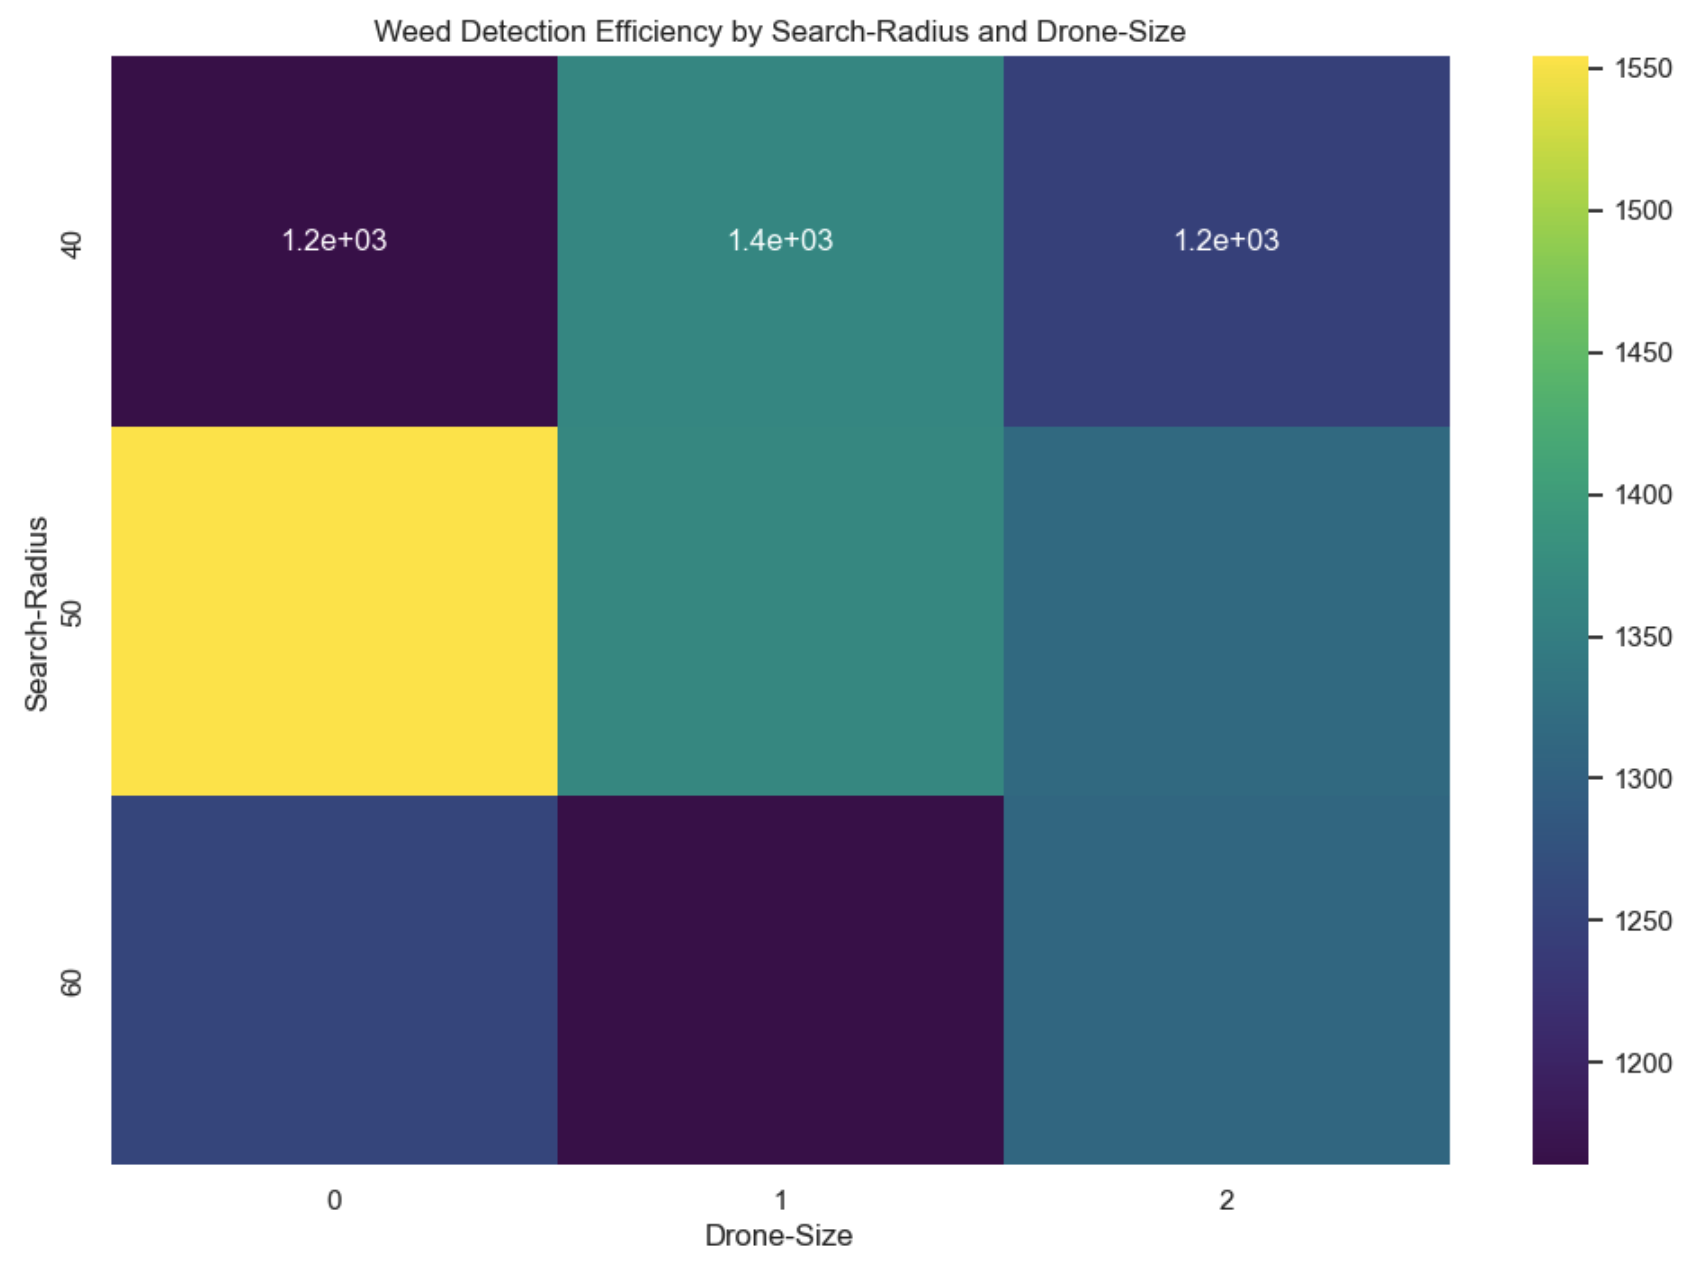 Weed Detection Efficiency by Search-Radius and Drone-Size
1.2e+03
1.4e+03
1.2e+03
40
50
60
Search-Radius
0
1
2
Drone-Size
1550
1500
1450
1400
1350
1300
1250
1200